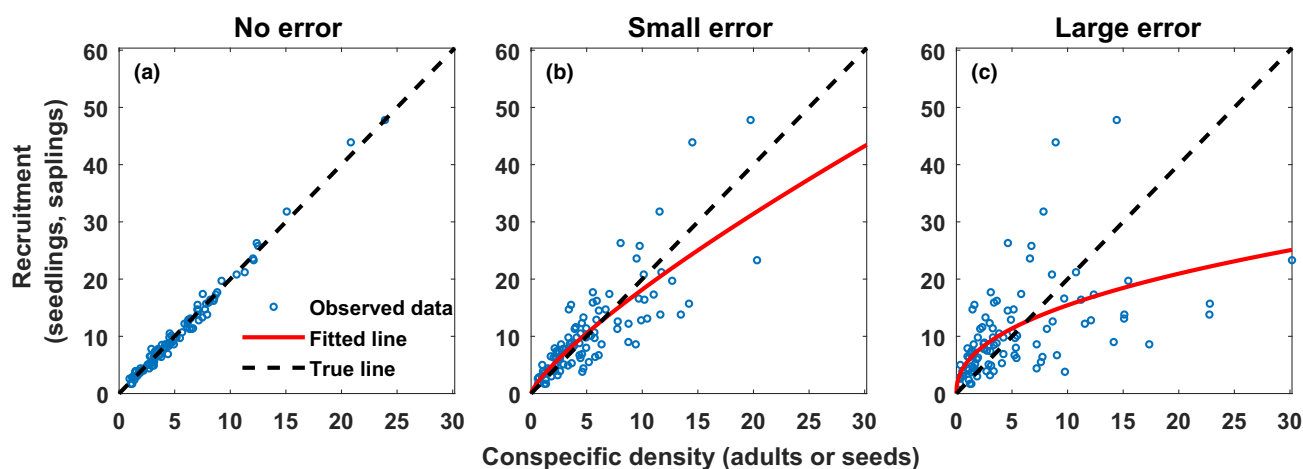 No error
Small error
Large error
Recruitment
(seedlings, saplings)
(a)
60
50
40
30
20
10
0
Observed data
Fitted line
True line
0 5 10 15 20 25 30
(b)
60
50
40
30
20
10
0
0 5 10 15 20 25 30
(c)
60
50
40
30
20
10
0
0 5 10 15 20 25 30
Conspecific density (adults or seeds)